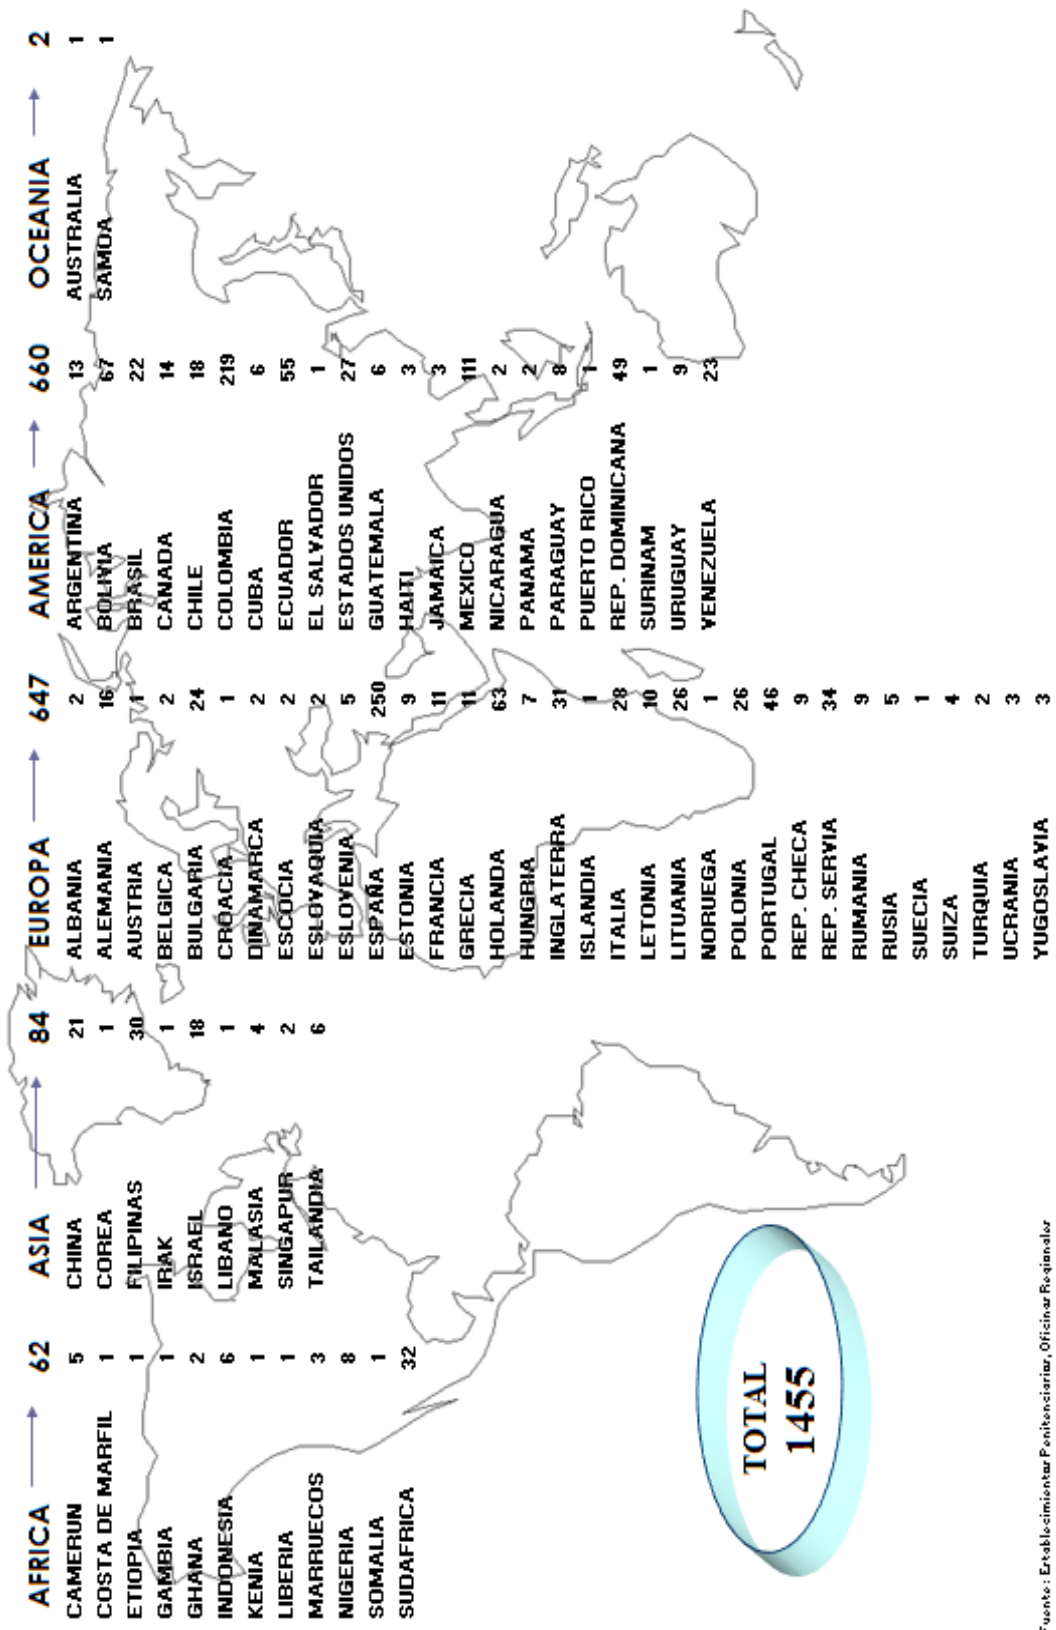 AFRICA 62
CAMERUN 5
COSTA DE MARFIL 1
ETIOPIA 1
GAMBIA 1
GHANA 2
INDONESIA 6
KENIA 1
LIBERIA 1
MARRUECOS 3
NIGERIA 8
SOMALIA 1
SUDAFRICA 32
ASIA 84
CHINA 21
COREA 1
FILIPINAS 30
IRAK 1
ISRAEL 18
LIBANO 1
MALASIA 4
SINGAPUR 2
TAILANDIA 6
EUROPA 647
ALBANIA 2
ALEMANIA 16
AUSTRIA 1
BELGICA 2
BULGARIA 24
CROACIA 1
DINAMARCA 2
ESCOCIA 2
ESLOVAQUIA 2
ESLOVENIA 5
ESPAÑA 250
ESTONIA 9
FRANCIA 11
GRECIA 11
HOLANDA 63
HUNGRIA 7
INGLATERRA 31
ISLANDIA 1
ITALIA 28
LETONIA 10
LITUANIA 26
NORUEGA 1
POLONIA 26
PORTUGAL 46
REP. CHECA 9
REP. SERVIA 34
RUMANIA 9
RUSIA 5
SUECIA 1
SUIZA 4
TURQUIA 2
UCRANIA 3
YUGOSLAVIA 3
AMERICA 660
ARGENTINA 13
BOLIVIA 67
BRASIL 22
CANADA 14
CHILE 18
COLOMBIA 219
CUBA 6
ECUADOR 55
EL SALVADOR 1
ESTADOS UNIDOS 27
GUATEMALA 6
HAITI 3
JAMAICA 3
MEXICO 111
NICARAGUA 2
PANAMA 2
PARAGUAY 8
PUERTO RICO 1
REP. DOMINICANA 49
SURINAM 1
URUGUAY 9
VENEZUELA 23
OCEANIA 2
AUSTRALIA 1
SAMOA 1
TOTAL
1455
Fuente : Establecimientos Penitenciarios, Oficinas Regionales